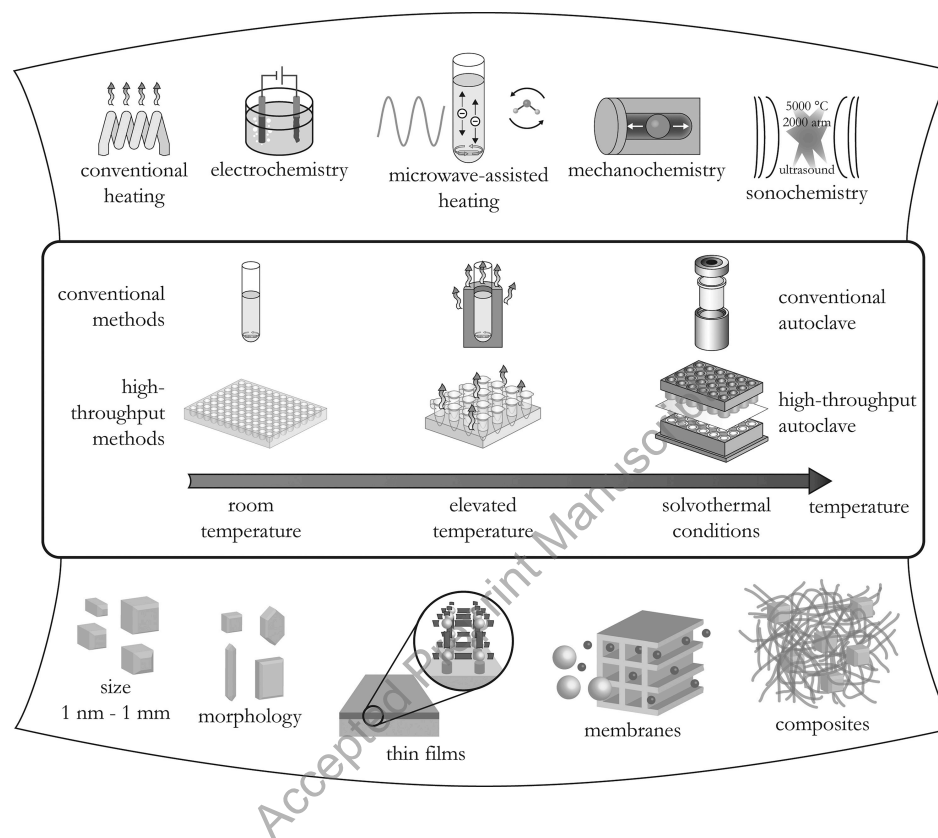 5000 °C
2000 arm
ultrasound
conventional
heating
electrochemistry
microwave-assisted
heating
mechanochemistry
sonochemistry
conventional
methods
conventional
autoclave
high-
throughput
methods
high-throughput
autoclave
room
temperature
elevated
temperature
solvothermal
conditions
temperature
size
1 nm - 1 mm
morphology
thin films
membranes
composites
Accepted Preprint Manuscript